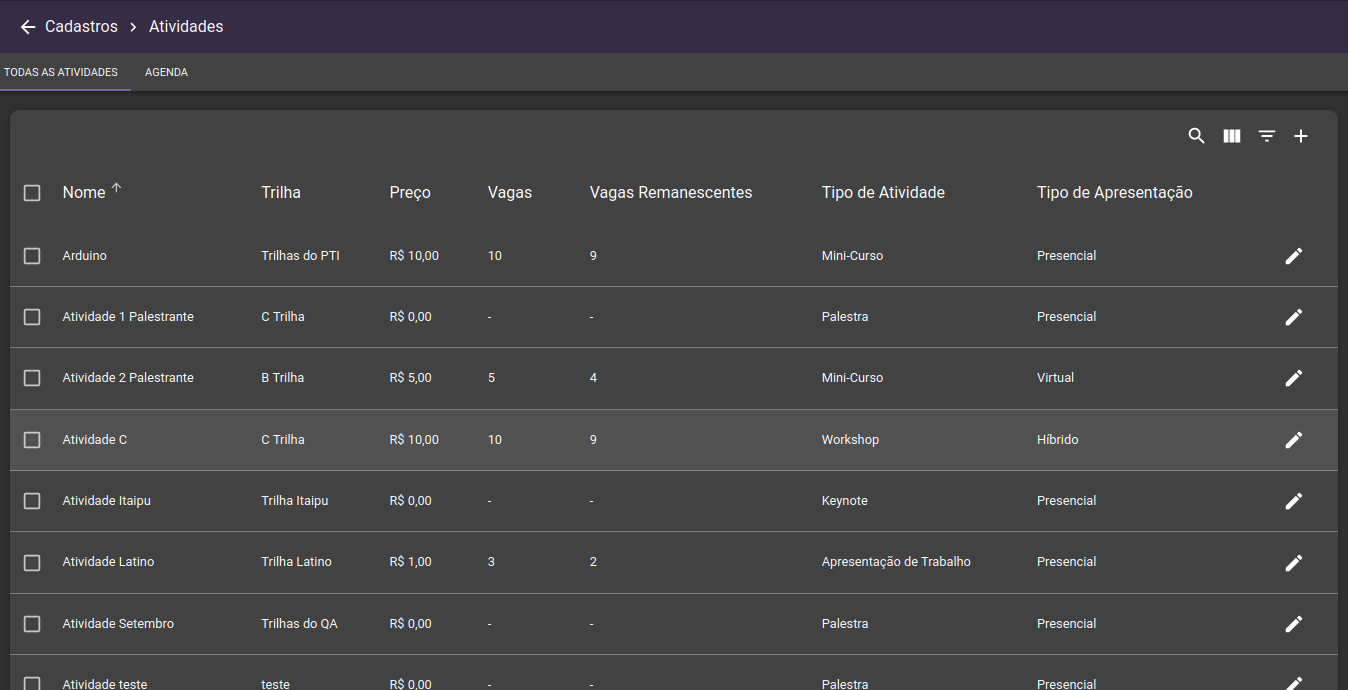 Cadastros › Atividades
TODAS AS ATIVIDADES AGENDA
Nome Trilha Preço Vagas Vagas Remanescentes Tipo de Atividade Tipo de Apresentação
Arduino Trilhas do PTI R$ 10,00 10 9 Mini-Curso Presencial
Atividade 1 Palestrante C Trilha R$ 0,00 - - Palestra Presencial
Atividade 2 Palestrante B Trilha R$ 5,00 5 4 Mini-Curso Virtual
Atividade C C Trilha R$ 10,00 10 9 Workshop Híbrido
Atividade Itaipu Trilha Itaipu R$ 0,00 - - Keynote Presencial
Atividade Latino Trilha Latino R$ 1,00 3 2 Apresentação de Trabalho Presencial
Atividade Setembro Trilhas do QA R$ 0,00 - - Palestra Presencial
Atividade teste teste R$ 0,00 - - Palestra Presencial